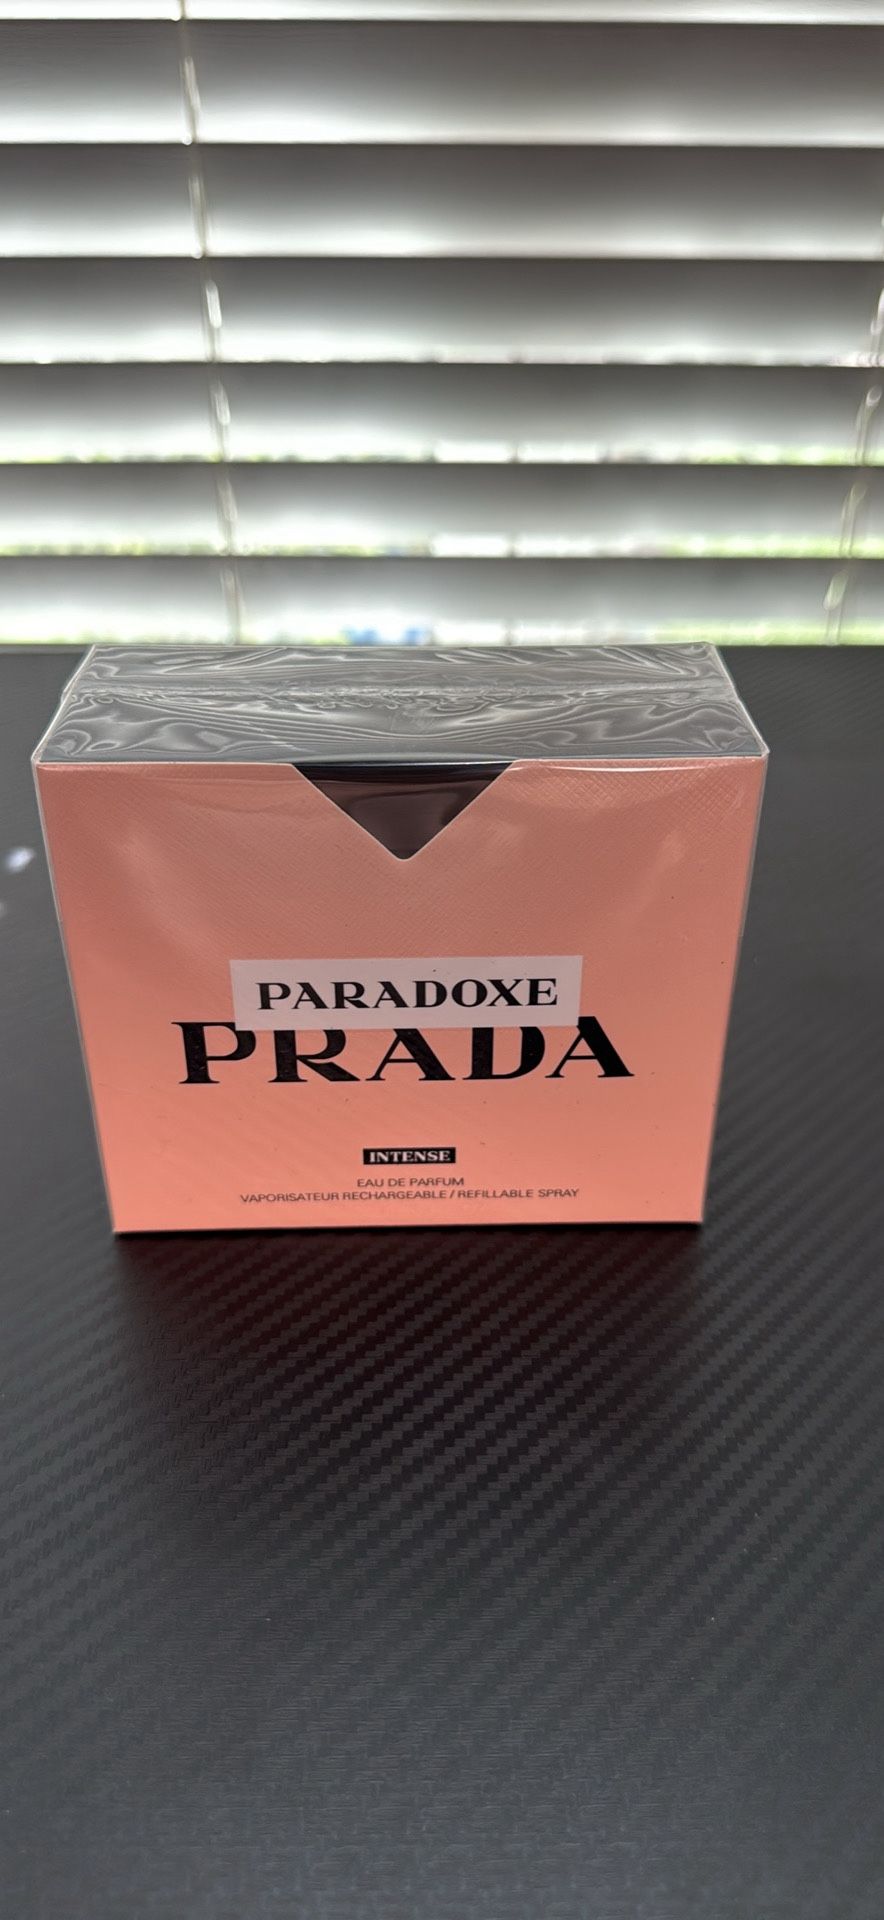 PARADOXE
PRADA
INTENSE
EAU DE PARFUM
VAPORISATEUR RECHARGEABLE / REFILLABLE SPRAY